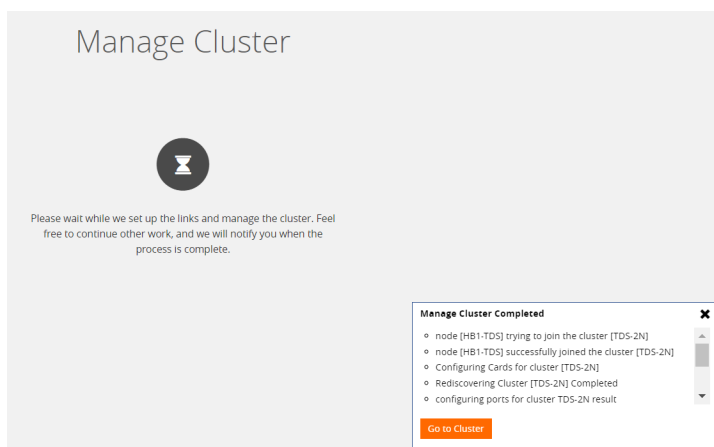 Manage Cluster
Please wait while we set up the links and manage the cluster. Feel
free to continue other work, and we will notify you when the
process is complete.
Manage Cluster Completed
node [HB1-TDS] trying to join the cluster [TDS-2N]
node [HB1-TDS] successfully joined the cluster [TDS-2N]
Configuring Cards for cluster [TDS-2N]
Rediscovering Cluster [TDS-2N] Completed
configuring ports for cluster TDS-2N result
Go to Cluster